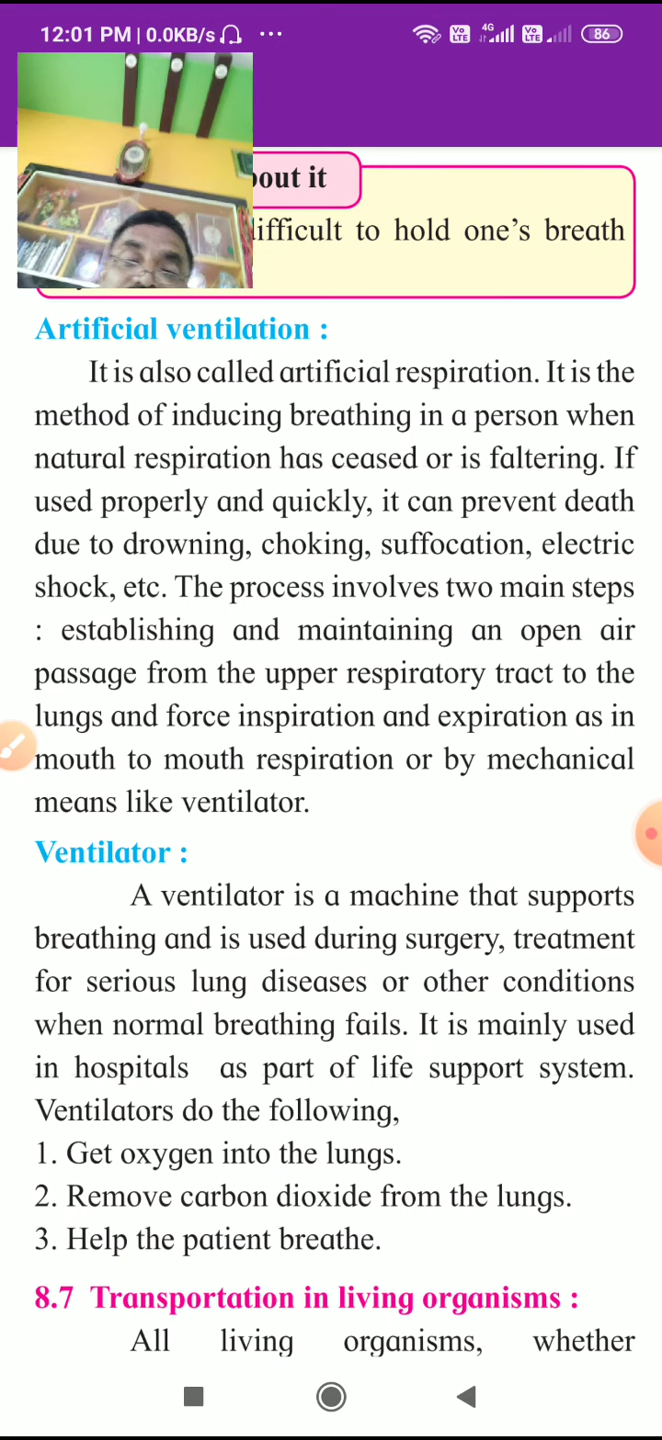 12:01 PM | 0.0KB/s
Vo LTE 4G Vo LTE 86
out it
difficult to hold one's breath
Artificial ventilation :
It is also called artificial respiration. It is the
method of inducing breathing in a person when
natural respiration has ceased or is faltering. If
used properly and quickly, it can prevent death
due to drowning, choking, suffocation, electric
shock, etc. The process involves two main steps
: establishing and maintaining an open air
passage from the upper respiratory tract to the
lungs and force inspiration and expiration as in
mouth to mouth respiration or by mechanical
means like ventilator.
Ventilator :
A ventilator is a machine that supports
breathing and is used during surgery, treatment
for serious lung diseases or other conditions
when normal breathing fails. It is mainly used
in hospitals as part of life support system.
Ventilators do the following,
1. Get oxygen into the lungs.
2. Remove carbon dioxide from the lungs.
3. Help the patient breathe.
8.7 Transportation in living organisms :
All living organisms, whether